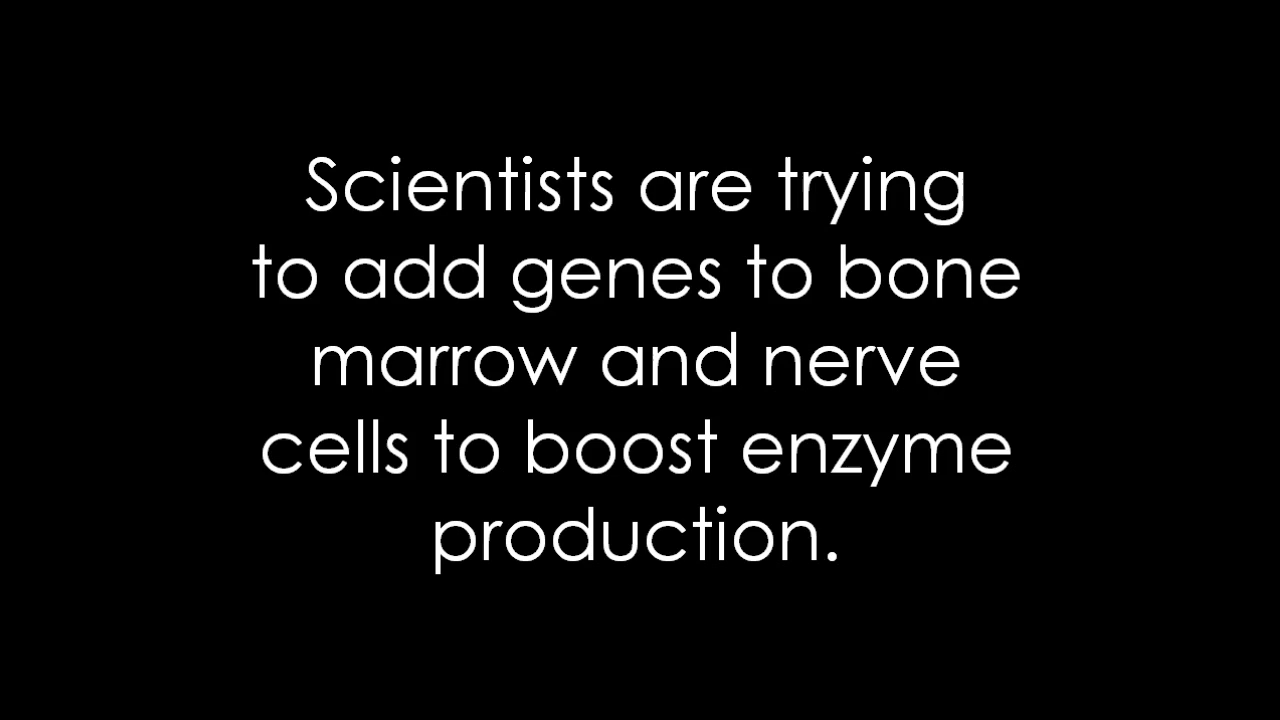 Scientists are trying
to add genes to bone
marrow and nerve
cells to boost enzyme
production.